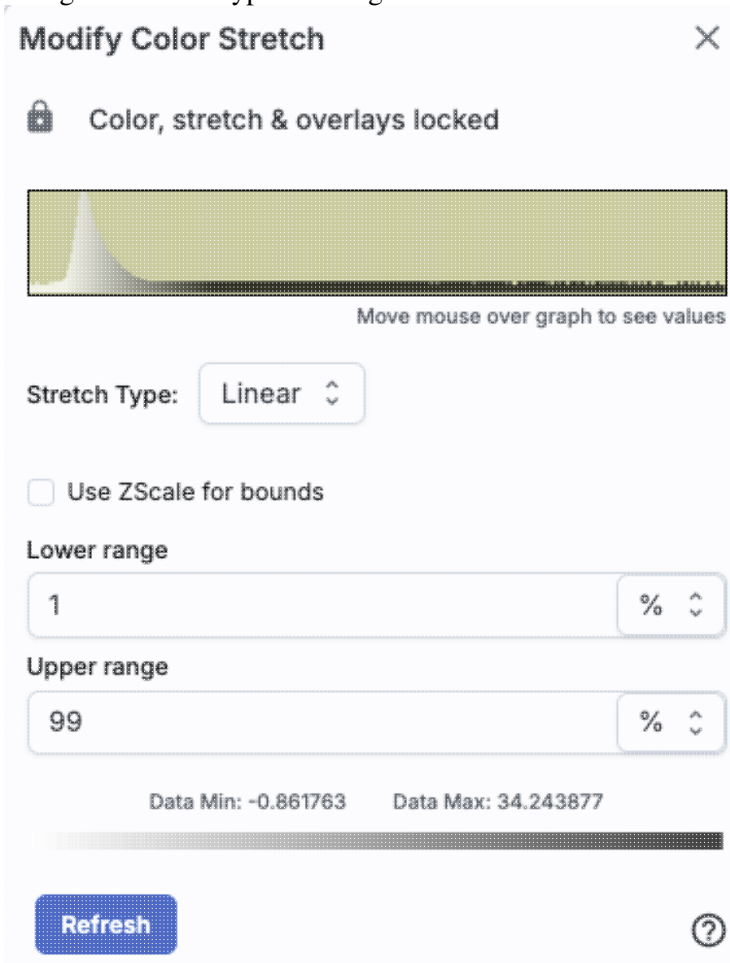 Modify Color Stretch
Color, stretch & overlays locked
Move mouse over graph to see values
Stretch Type: Linear
Use ZScale for bounds
Lower range
1 %
Upper range
99 %
Data Min: -0.861763 Data Max: 34.243877
Refresh